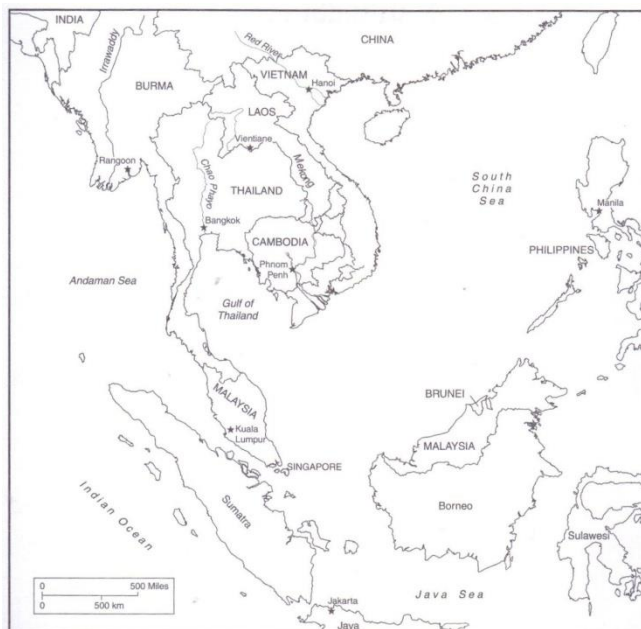 INDIA
CHINA
Red River
Irrawaddy
VIETNAM
Hanoi
BURMA
LAOS
Vientiane
Rangoon
Mekong
South
China
Sea
Chao Phaya
THAILAND
Manila
Bangkok
CAMBODIA
PHILIPPINES
Phnom
Penh
Andaman Sea
Gulf of
Thailand
BRUNEI
MALAYSIA
Kuala
Lumpur
MALAYSIA
SINGAPORE
Indian Ocean
Sumatra
Borneo
Sulawesi
0 500 Miles
0 500 km
Java Sea
Jakarta
Java